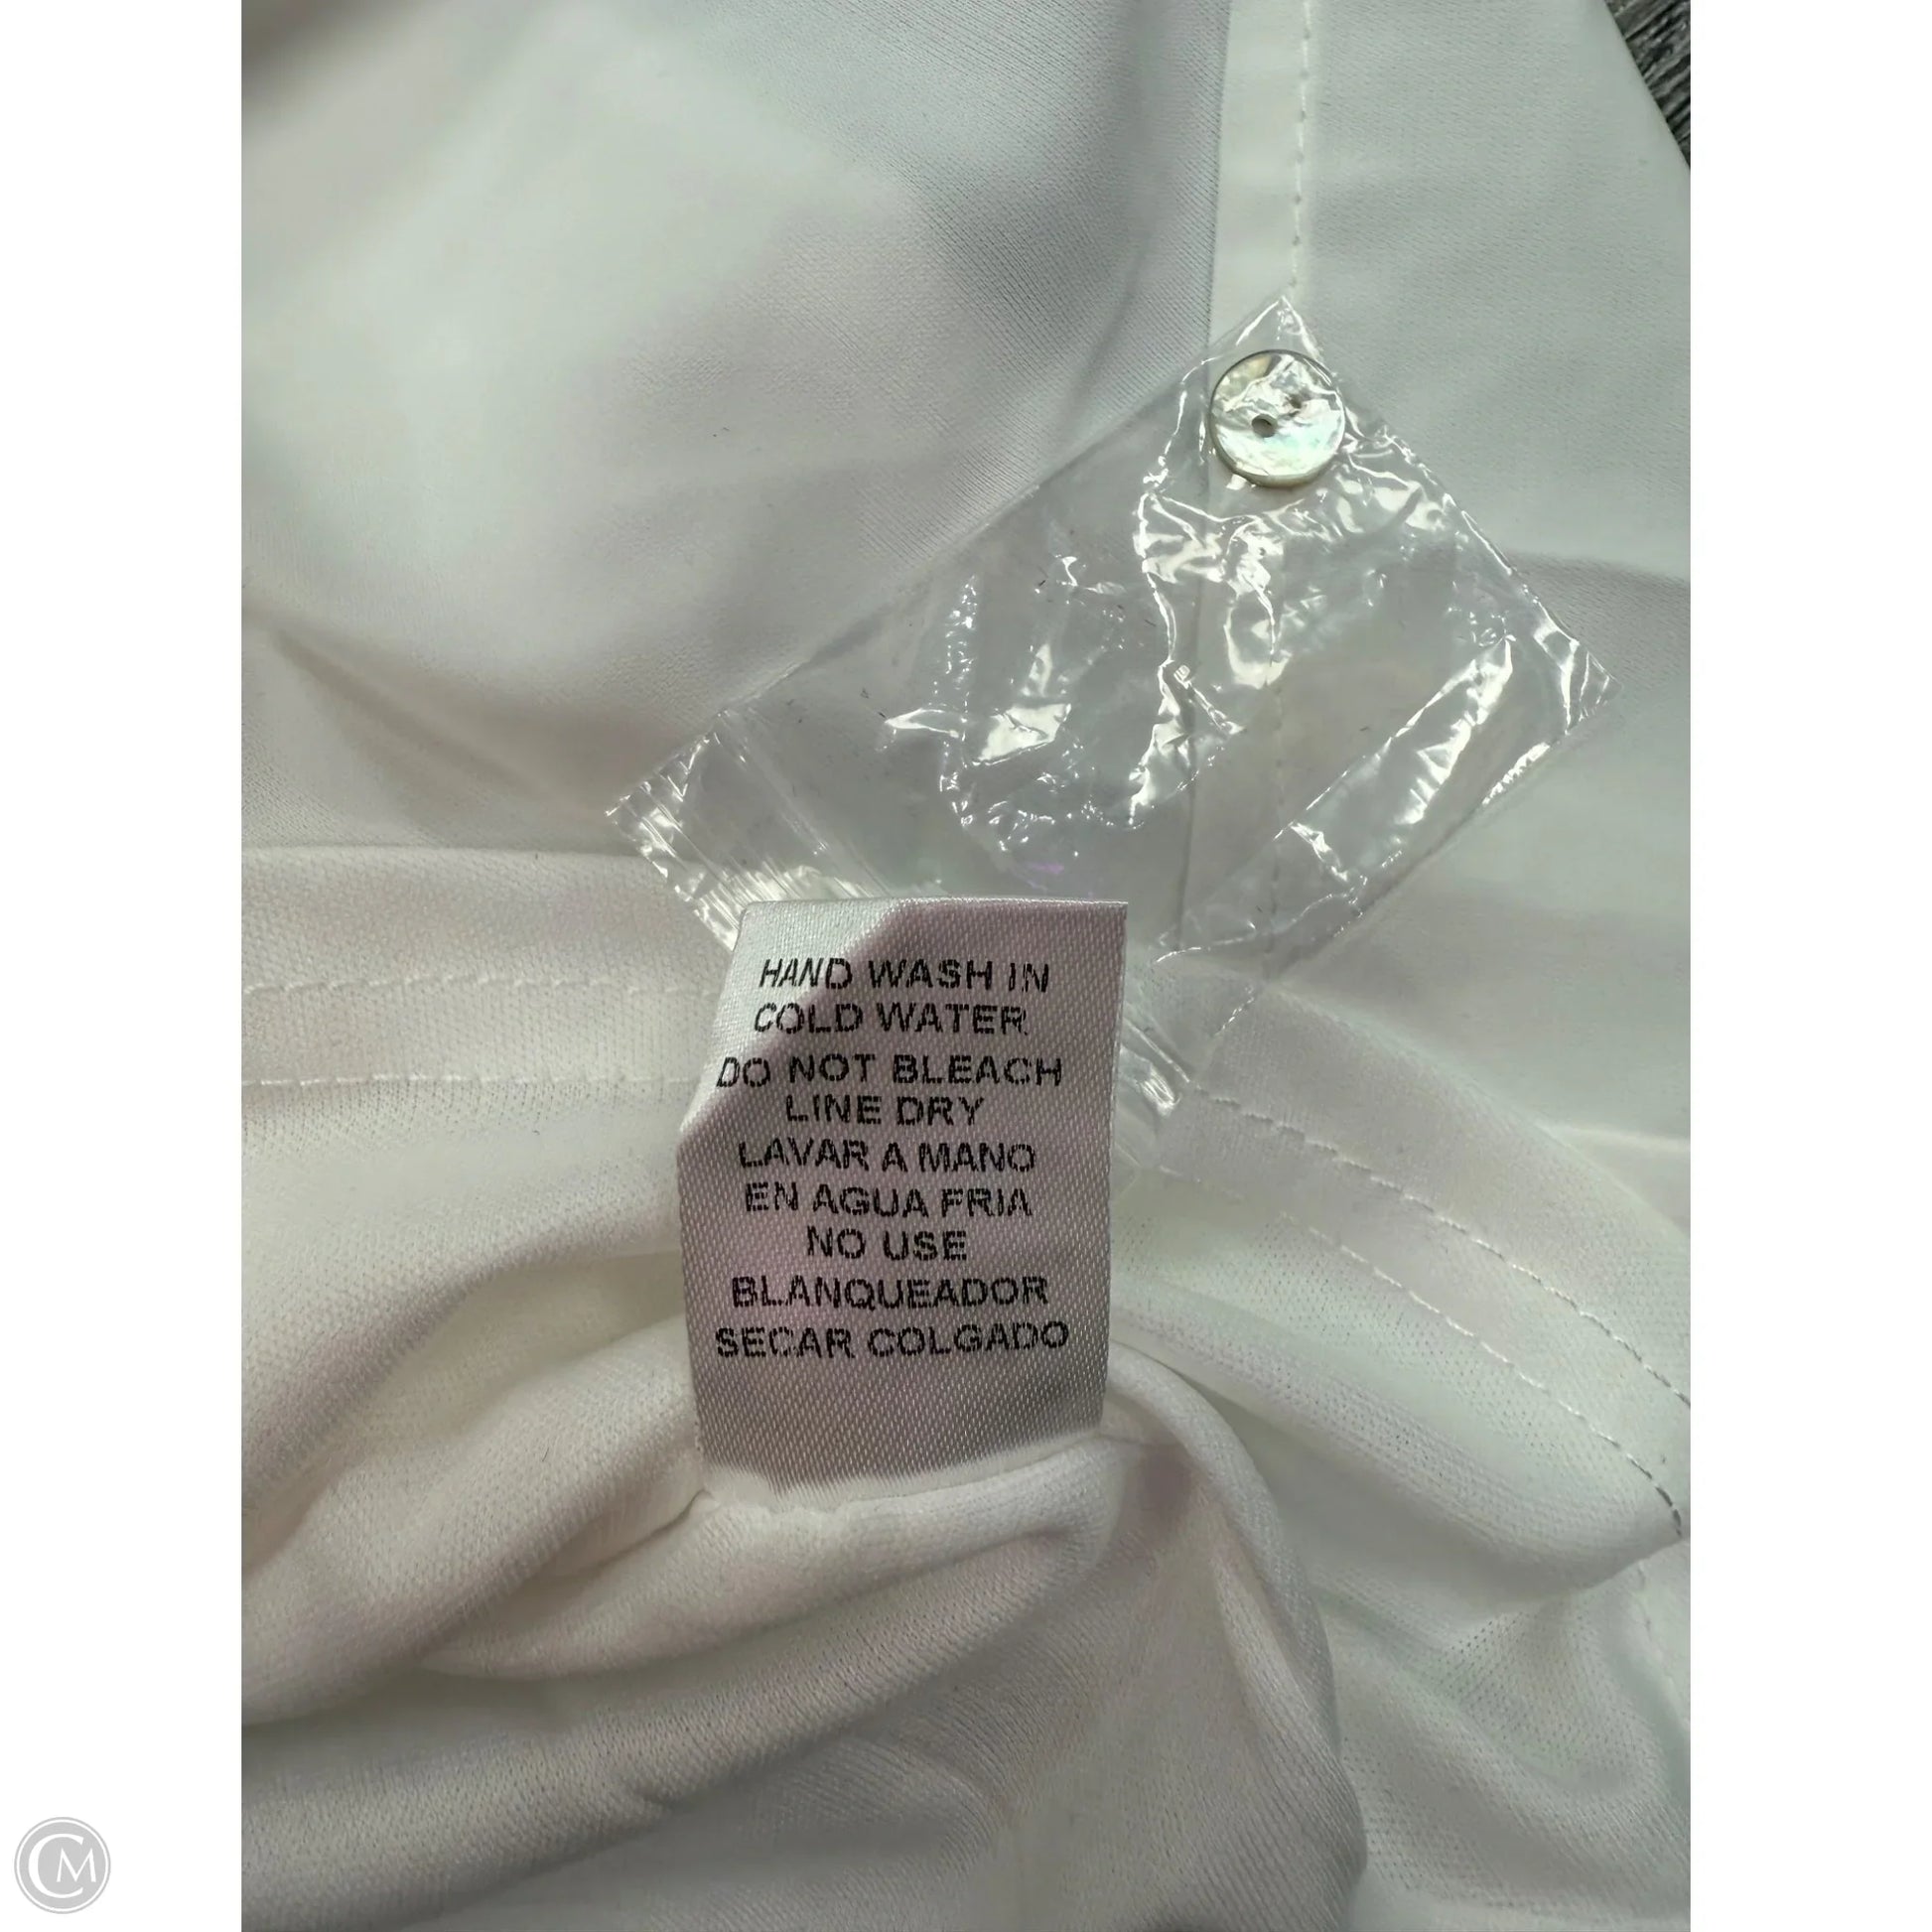 HAND WASH IN
COLD WATER
DO NOT BLEACH
LINE DRY
LAVAR A MANO
EN AGUA FRIA
NO USE
BLANQUEADOR
SECAR COLGADO
CM